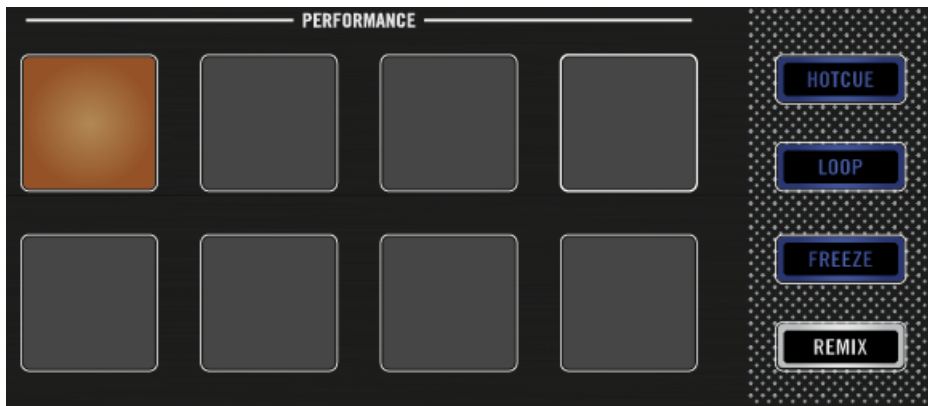 PERFORMANCE
HOTCUE
LOOP
FREEZE
REMIX